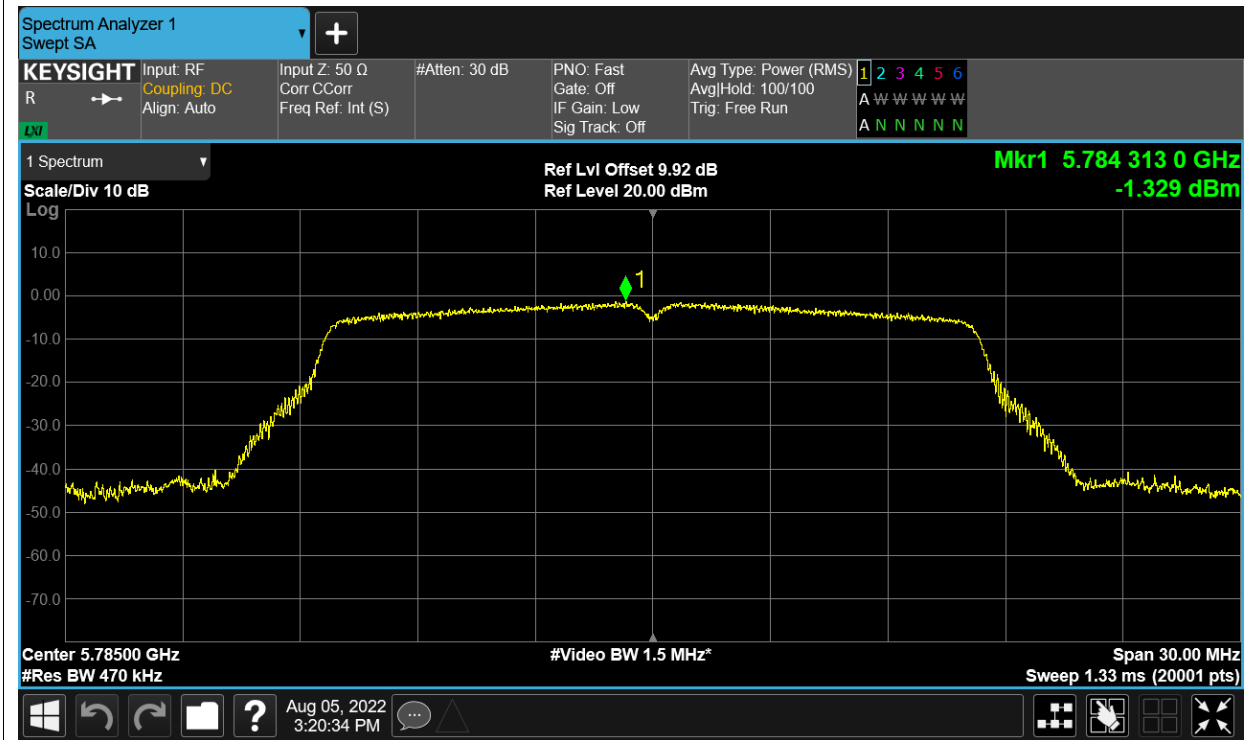 Spectrum Analyzer 1
Swept SA
+
KEYSIGHT
R
LXI
Input: RF
Coupling: DC
Align: Auto
Input Z: 50 Ω
Corr CCorr
Freq Ref: Int (S)
#Atten: 30 dB
PNO: Fast
Gate: Off
IF Gain: Low
Sig Track: Off
Avg Type: Power (RMS)
Avg|Hold: 100/100
Trig: Free Run
1 2 3 4 5 6
A W W W W W
A N N N N N
1 Spectrum
Scale/Div 10 dB
Log
Ref Lvl Offset 9.92 dB
Ref Level 20.00 dBm
Mkr1 5.784 313 0 GHz
-1.329 dBm
10.0
0.00
-10.0
-20.0
-30.0
-40.0
-50.0
-60.0
-70.0
1
Center 5.78500 GHz
#Res BW 470 kHz
#Video BW 1.5 MHz*
Span 30.00 MHz
Sweep 1.33 ms (20001 pts)
?
Aug 05, 2022
3:20:34 PM